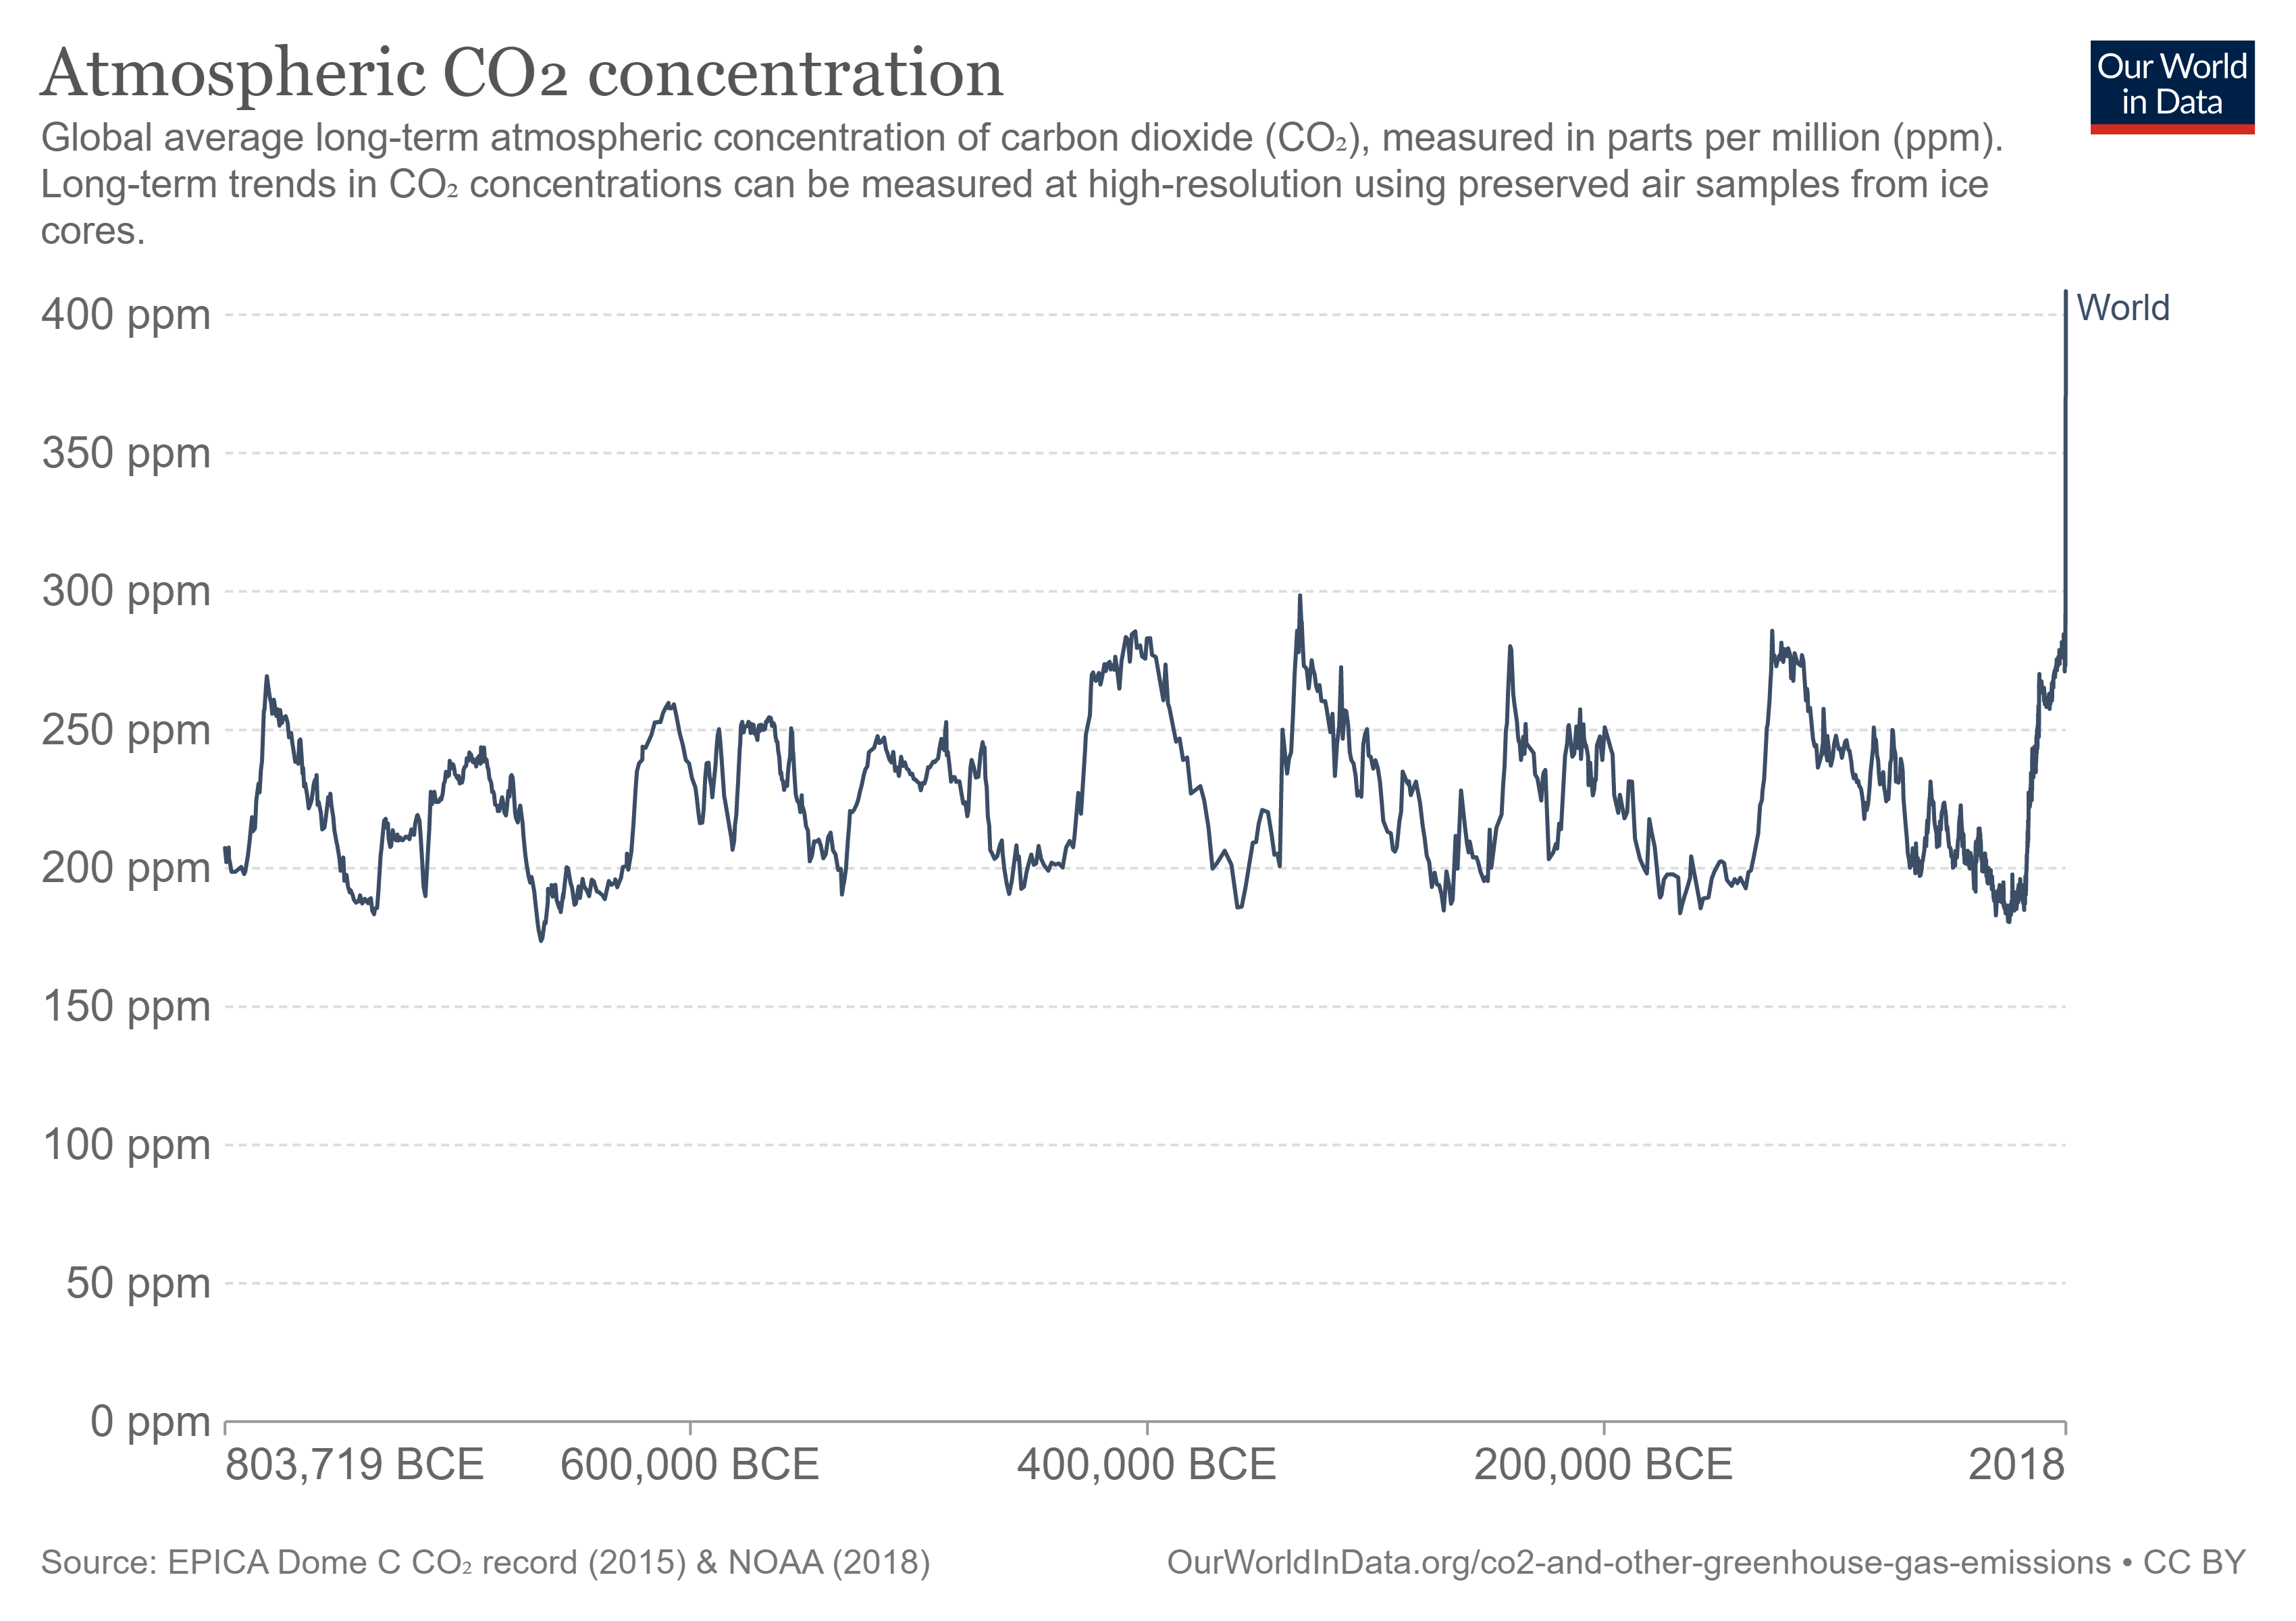 Atmospheric CO2 concentration
Our World
in Data
Global average long-term atmospheric concentration of carbon dioxide (CO₂), measured in parts per million (ppm).
Long-term trends in CO₂ concentrations can be measured at high-resolution using preserved air samples from ice
cores.
400 ppm
World
350 ppm
300 ppm
250 ppm
200 ppm
150 ppm
100 ppm
50 ppm
0 ppm
803,719 BCE 600,000 BCE 400,000 BCE 200,000 BCE 2018
Source: EPICA Dome C CO₂ record (2015) & NOAA (2018) OurWorldInData.org/co2-and-other-greenhouse-gas-emissions • CC BY